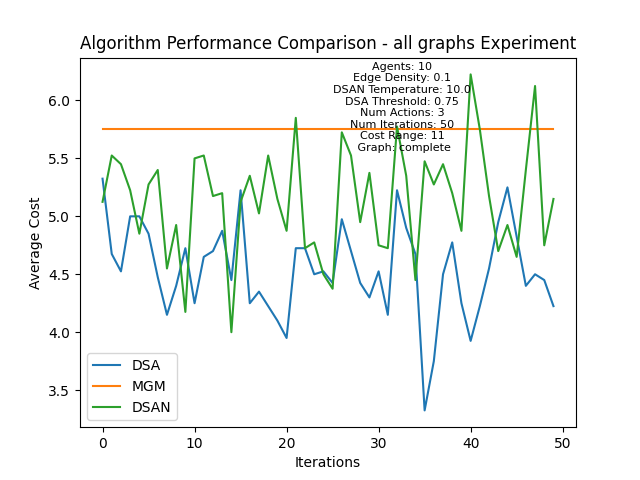 Algorithm Performance Comparison - all graphs Experiment
Agents: 10
Edge Density: 0.1
DSAN Temperature: 10.0
DSA Threshold: 0.75
Num Actions: 3
Num Iterations: 50
Cost Range: 11
Graph: complete
Average Cost
6.0
5.5
5.0
4.5
4.0
3.5
DSA
MGM
DSAN
0
10
20
30
40
50
Iterations